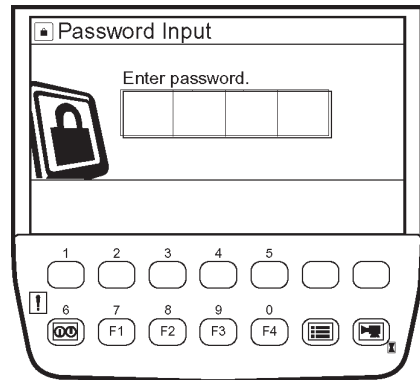 Password Input
Enter password.
1 2 3 4 5
!
6 7 8 9 0
F1 F2 F3 F4